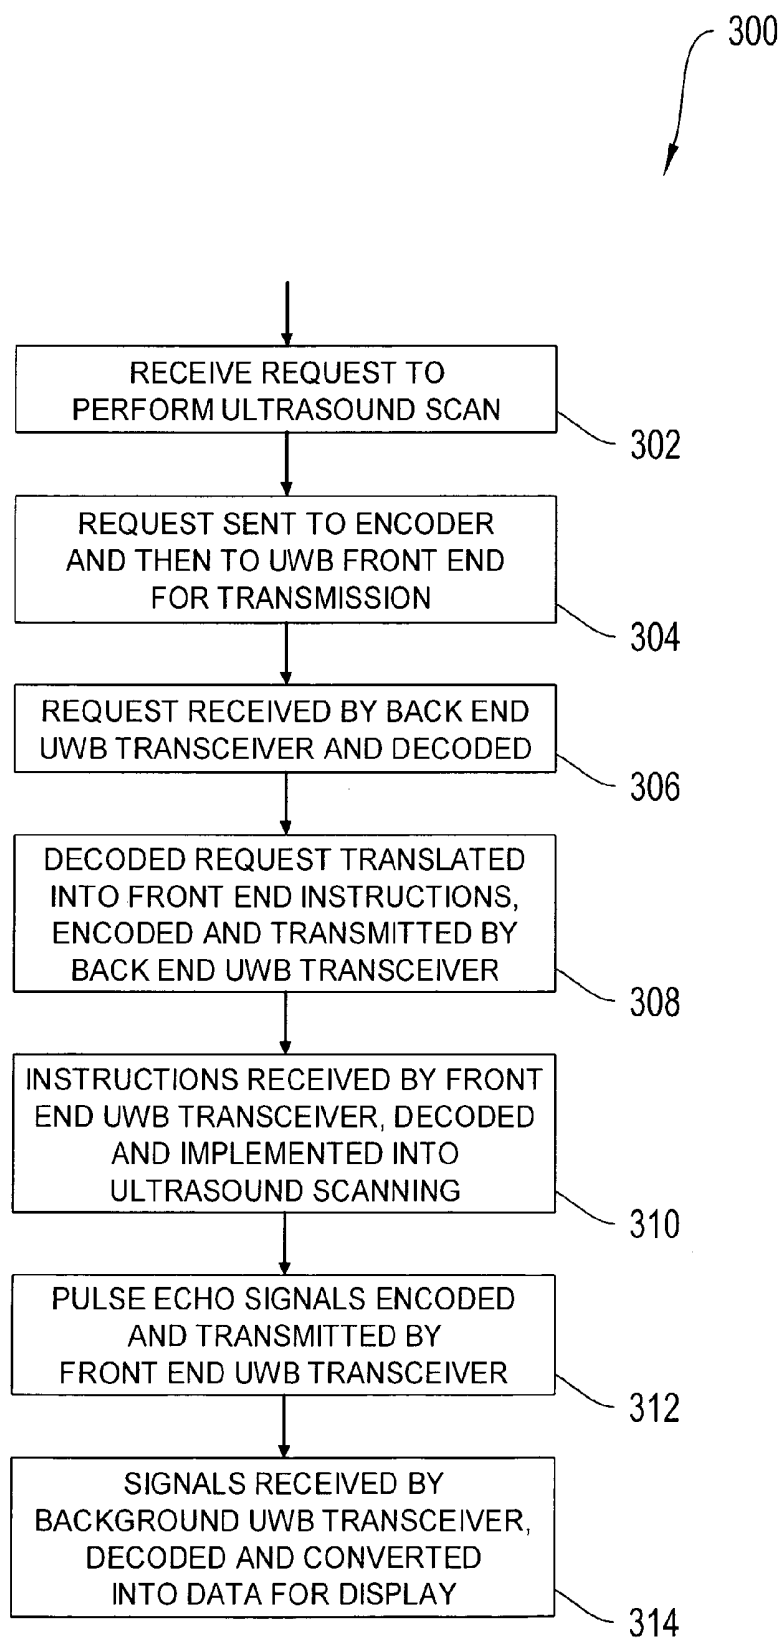 300
RECEIVE REQUEST TO
PERFORM ULTRASOUND SCAN
302
REQUEST SENT TO ENCODER
AND THEN TO UWB FRONT END
FOR TRANSMISSION
304
REQUEST RECEIVED BY BACK END
UWB TRANSCEIVER AND DECODED
306
DECODED REQUEST TRANSLATED
INTO FRONT END INSTRUCTIONS,
ENCODED AND TRANSMITTED BY
BACK END UWB TRANSCEIVER
308
INSTRUCTIONS RECEIVED BY FRONT
END UWB TRANSCEIVER, DECODED
AND IMPLEMENTED INTO
ULTRASOUND SCANNING
310
PULSE ECHO SIGNALS ENCODED
AND TRANSMITTED BY
FRONT END UWB TRANSCEIVER
312
SIGNALS RECEIVED BY
BACKGROUND UWB TRANSCEIVER,
DECODED AND CONVERTED
INTO DATA FOR DISPLAY
314